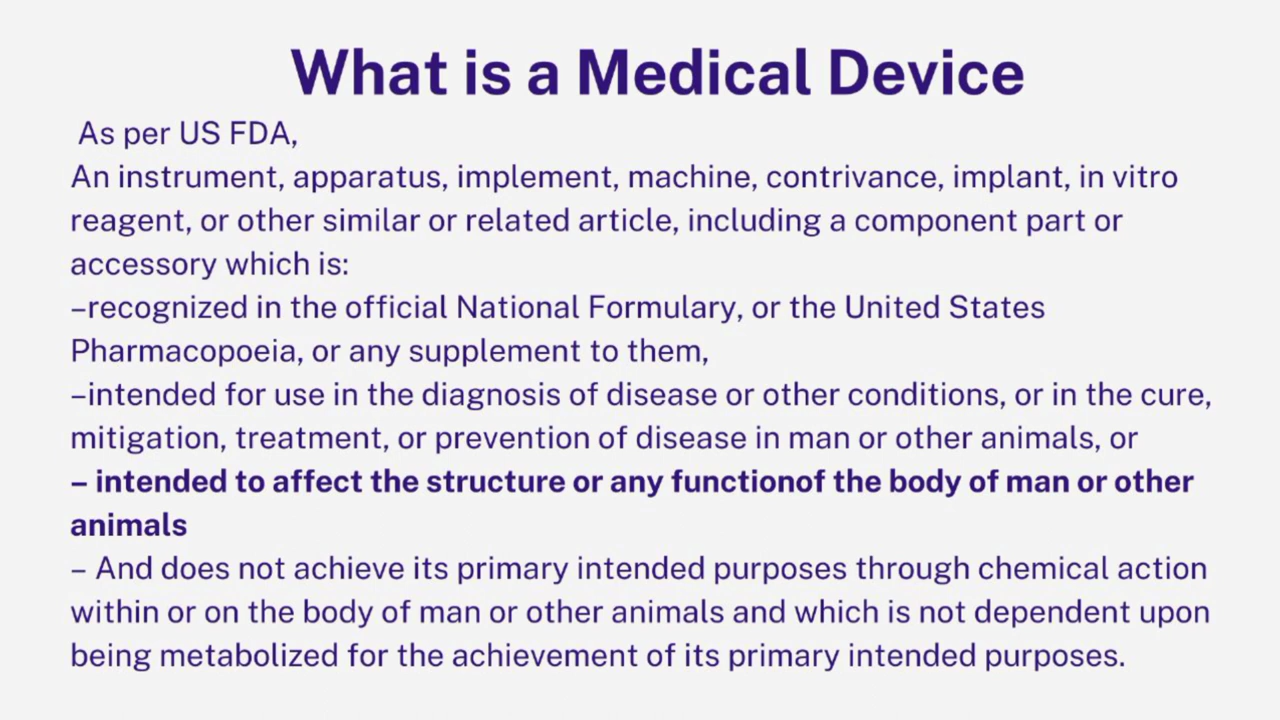 What is a Medical Device
As per US FDA,
An instrument, apparatus, implement, machine, contrivance, implant, in vitro
reagent, or other similar or related article, including a component part or
accessory which is:
–recognized in the official National Formulary, or the United States
Pharmacopoeia, or any supplement to them,
–intended for use in the diagnosis of disease or other conditions, or in the cure,
mitigation, treatment, or prevention of disease in man or other animals, or
– intended to affect the structure or any functionof the body of man or other
animals
– And does not achieve its primary intended purposes through chemical action
within or on the body of man or other animals and which is not dependent upon
being metabolized for the achievement of its primary intended purposes.